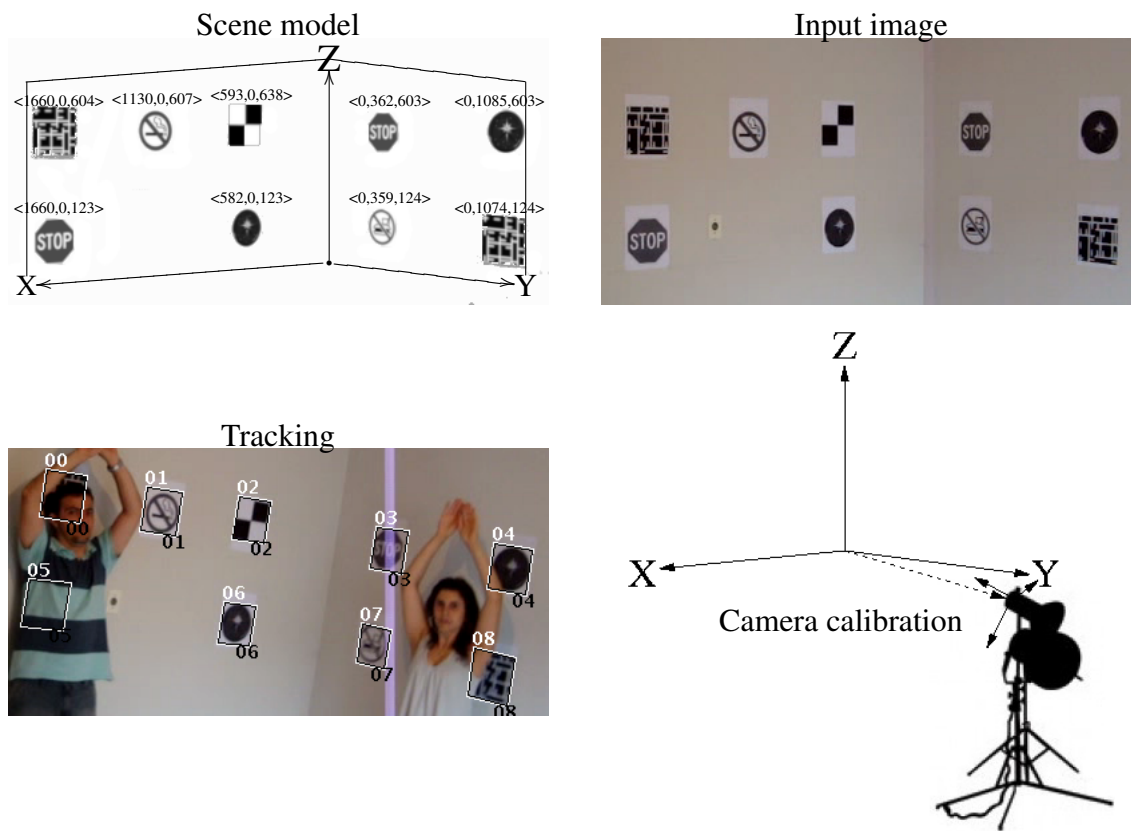 Scene model
Input image
Z
<1660,0,604> <1130,0,607> <593,0,638> <0,362,603> <0,1085,603>
STOP
STOP
<1660,0,123> <582,0,123> <0,359,124> <0,1074,124>
STOP
STOP
X
Y
Z
Tracking
00
01
02
00
01
02
03
04
STOP
03
04
05
05
06
07
08
06
07
08
X
Y
Camera calibration